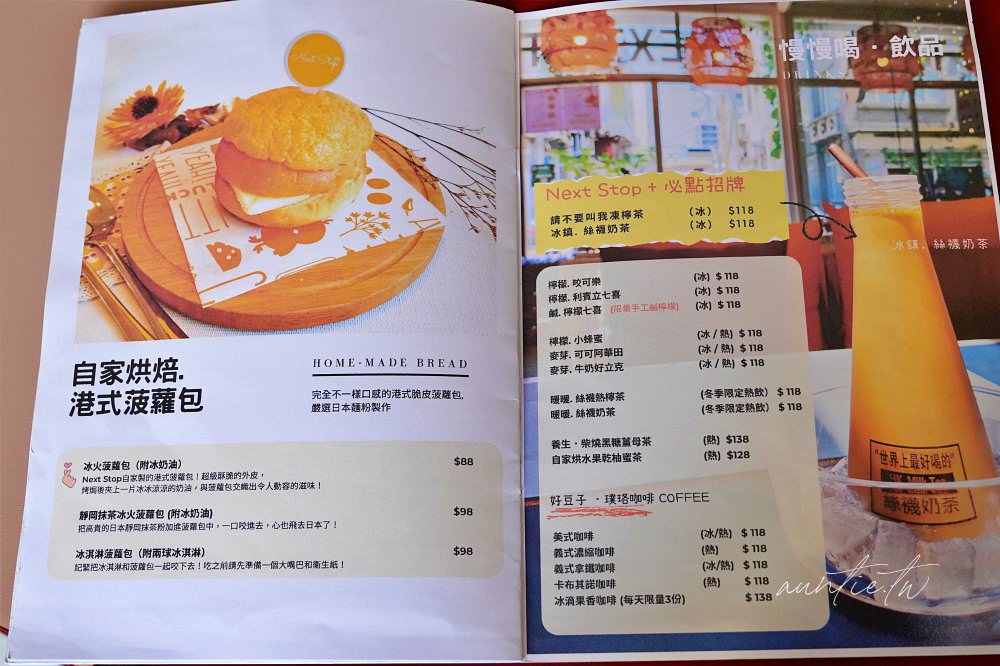 Next Stop
自家烘焙.
港式菠蘿包
HOME-MADE BREAD
完全不一樣口感的港式脆皮菠蘿包,
嚴選日本麵粉製作
冰火菠蘿包（附冰奶油） $88
Next Stop自家製的港式菠蘿包！超級酥脆的外皮，
烤焗後夾上一片冰冰涼涼的奶油，與菠蘿包交織出令人動容的滋味！
靜岡抹茶冰火菠蘿包 (附冰奶油) $98
把高貴的日本靜岡抹茶粉加進菠蘿包中，一口咬進去，心也飛去日本了！
冰淇淋菠蘿包（附兩球冰淇淋） $98
記緊把冰淇淋和菠蘿包一起咬下去！吃之前請先準備一個大嘴巴和衛生紙！
慢慢喝・飲品
DRINK
Next Stop + 必點招牌
請不要叫我凍檸茶 （冰） $118
冰鎮. 絲襪奶茶 （冰） $118
冰鎮. 絲襪奶茶
檸檬. 咬可樂 (冰) $ 118
檸檬. 利賓立七喜 (冰) $ 118
鹹. 檸檬七喜 (限量手工鹹檸檬) (冰) $ 118
檸檬. 小蜂蜜 (冰 / 熱) $ 118
麥芽. 可可阿華田 (冰 / 熱) $ 118
麥芽. 牛奶好立克 (冰 / 熱) $ 118
暖暖. 絲襪熱檸茶 (冬季限定熱飲） $ 118
暖暖. 絲襪奶茶 (冬季限定熱飲） $ 118
養生・柴燒黑糖薑母茶 (熱) $138
自家烘水果乾柚蜜茶 (熱) $128
好豆子 ・璞珞咖啡 COFFEE
美式咖啡 (冰/熱) $ 118
義式濃縮咖啡 (熱) $ 118
義式拿鐵咖啡 (冰/熱) $ 118
卡布其諾咖啡 (熱) $ 118
冰滴果香咖啡 (每天限量3份) $ 138
"世界上最好喝的"
HK Milk Tea
絲襪奶茶
auntie.tw